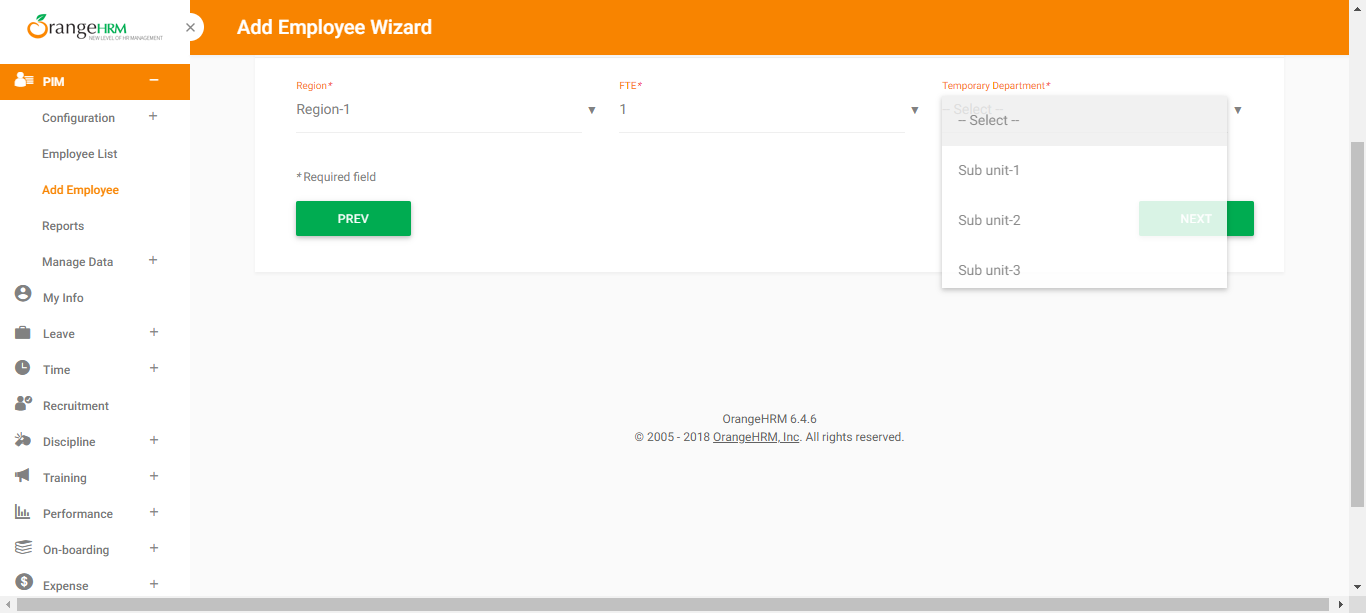 OrangeHRM
NEW LEVEL OF HR MANAGEMENT
Add Employee Wizard
PIM
Configuration
Employee List
Add Employee
Reports
Manage Data
My Info
Leave
Time
Recruitment
Discipline
Training
Performance
On-boarding
Expense
Region*
Region-1
FTE*
1
Temporary Department*
-- Select --
-- Select --
Sub unit-1
Sub unit-2
Sub unit-3
* Required field
PREV
NEXT
OrangeHRM 6.4.6
© 2005 - 2018 OrangeHRM, Inc. All rights reserved.